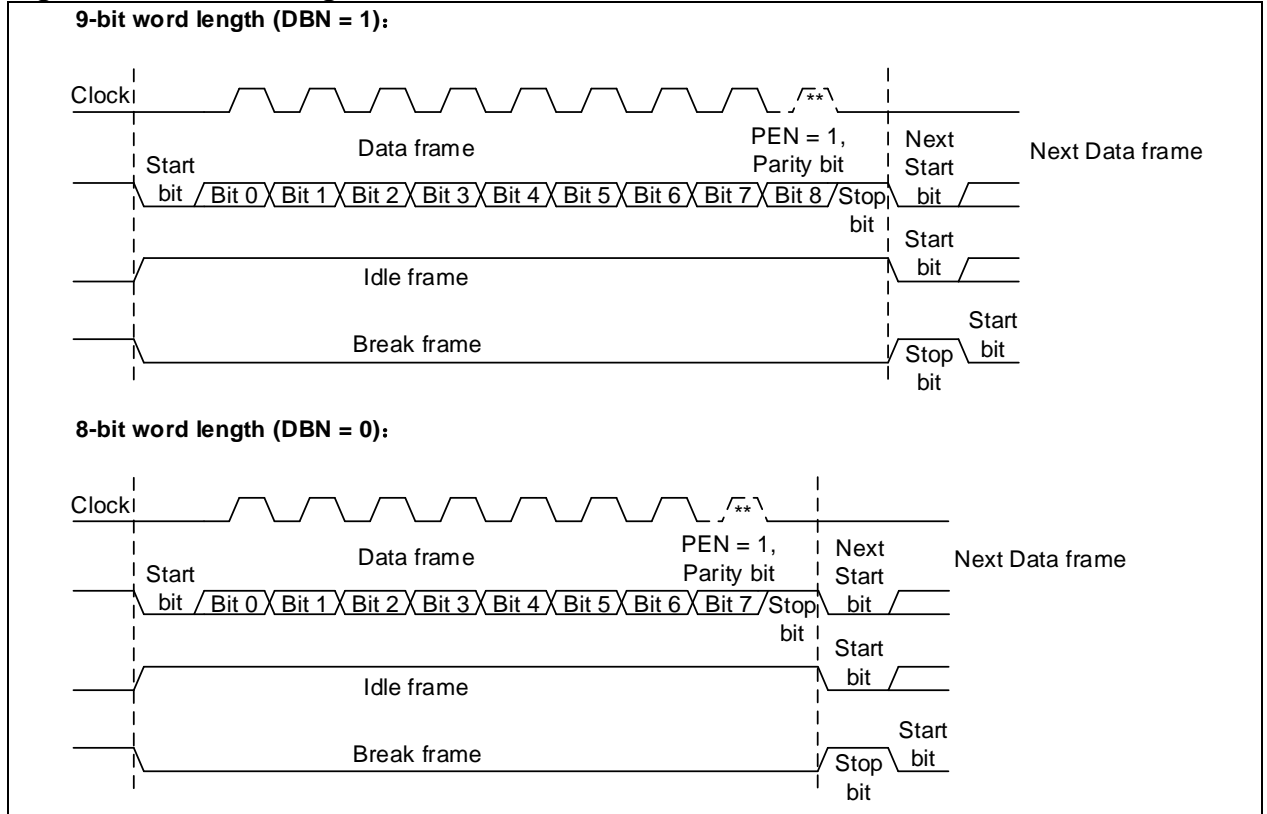 9-bit word length (DBN = 1)：
Clock
**
Data frame
PEN = 1,
Parity bit
Next
Start
bit
Next Data frame
Start
bit
Bit 0
Bit 1
Bit 2
Bit 3
Bit 4
Bit 5
Bit 6
Bit 7
Bit 8
Stop
bit
Start
bit
Idle frame
Start
bit
Break frame
Stop
bit
8-bit word length (DBN = 0)：
Clock
**
Data frame
PEN = 1,
Parity bit
Next
Start
bit
Next Data frame
Start
bit
Bit 0
Bit 1
Bit 2
Bit 3
Bit 4
Bit 5
Bit 6
Bit 7
Stop
bit
Start
bit
Idle frame
Start
bit
Break frame
Stop
bit